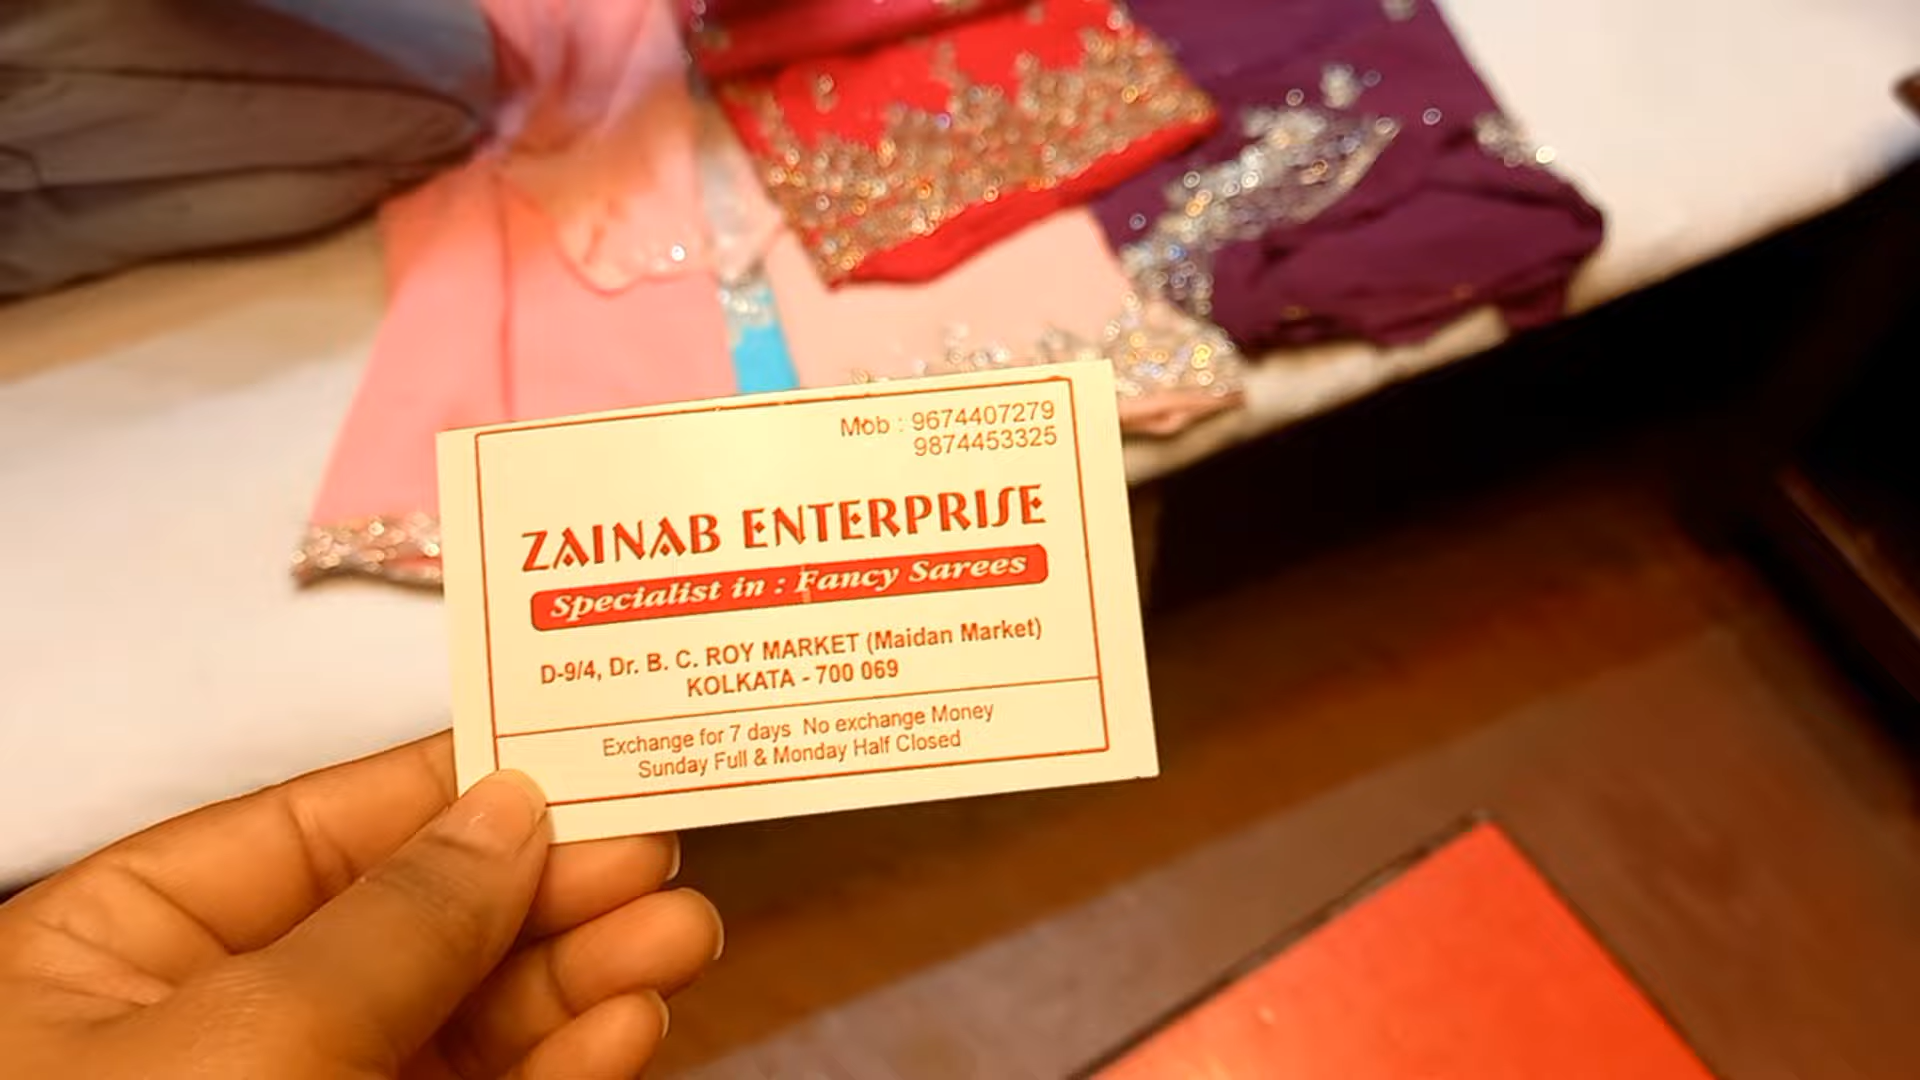 Mob : 9674407279
9874453325
ZAINAB ENTERPRISE
Specialist in : Fancy Sarees
D-9/4, Dr. B. C. ROY MARKET (Maidan Market)
KOLKATA - 700 069
Exchange for 7 days No exchange Money
Sunday Full & Monday Half Closed